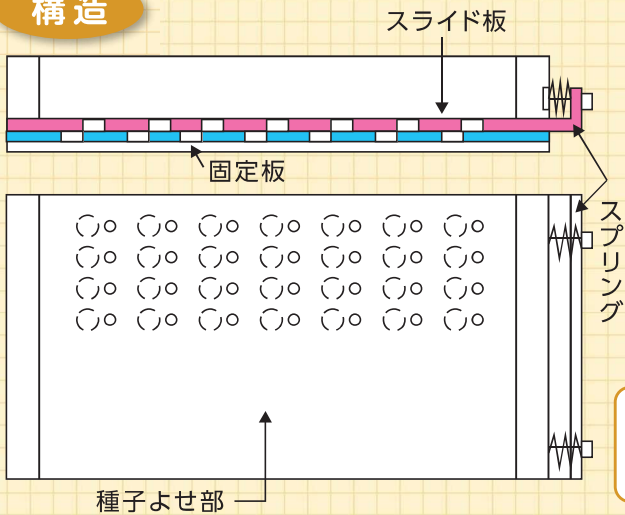 構造
スライド板
固定板
スプリング
種子よせ部